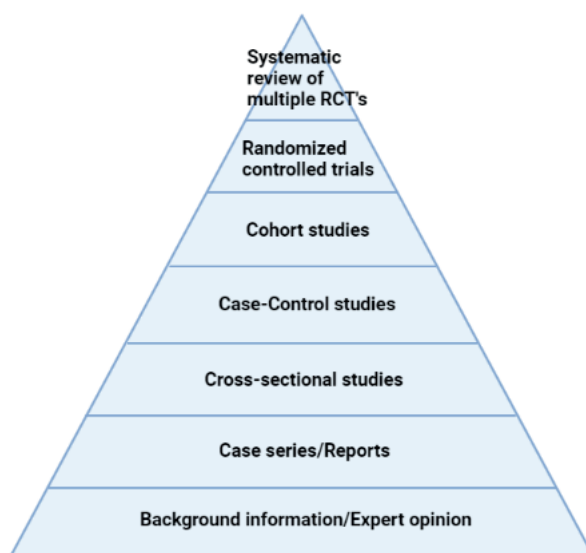 Systematic
review of
multiple RCT's
Randomized
controlled trials
Cohort studies
Case-Control studies
Cross-sectional studies
Case series/Reports
Background information/Expert opinion